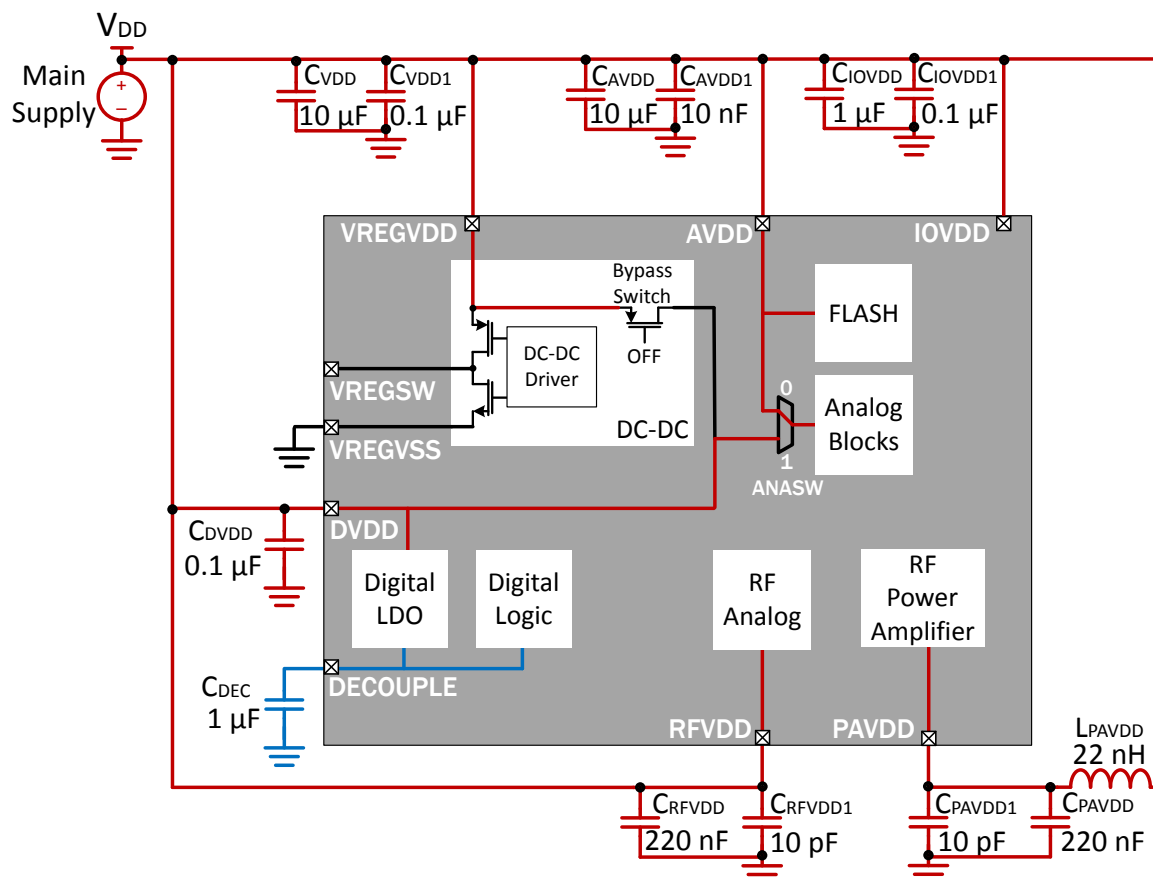 VDD
Main
Supply
+
−
CVDD
10 µF
CVDD1
0.1 µF
CAVDD
10 µF
CAVDD1
10 nF
CIOVDD
1 µF
CIOVDD1
0.1 µF
VREGVDD
AVDD
IOVDD
Bypass
Switch
OFF
DC-DC
Driver
DC-DC
VREGSW
VREGVSS
FLASH
0
Analog
Blocks
1
ANASW
CDVDD
0.1 µF
DVDD
Digital
LDO
Digital
Logic
RF
Analog
RF
Power
Amplifier
CDEC
1 µF
DECOUPLE
RFVDD
PAVDD
LPAVDD
22 nH
CRFVDD
220 nF
CRFVDD1
10 pF
CPAVDD1
10 pF
CPAVDD
220 nF